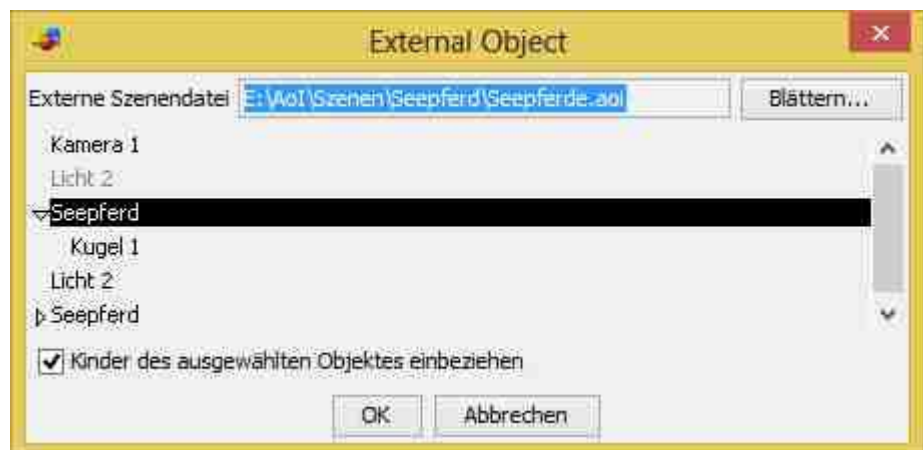 External Object
Externe Szenendatei E:\AoI\Szenen\Seepferd\Seepferde.aoi Blättern...
Kamera 1
Licht 2
Seepferd
Kugel 1
Licht 2
Seepferd
Kinder des ausgewählten Objektes einbeziehen
OK Abbrechen